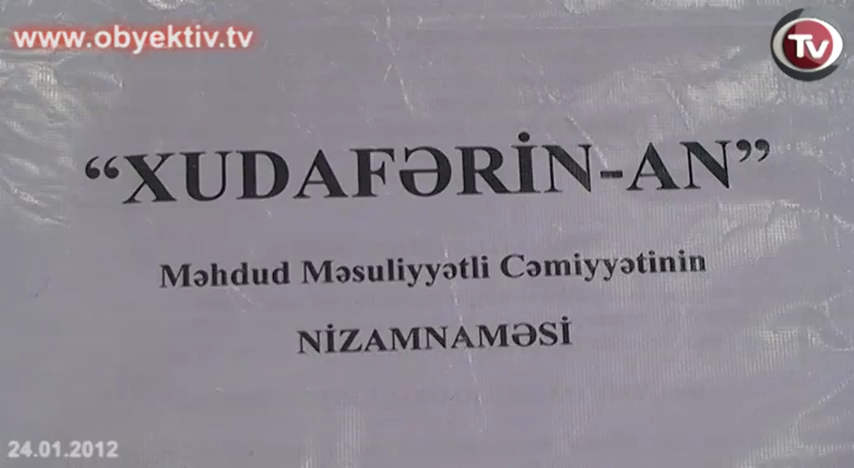 www.obyektiv.tv
TV
“XUDAFƏRİN-AN”
Məhdud Məsuliyyətli Cəmiyyətinin
NİZAMNAMƏSİ
24.01.2012